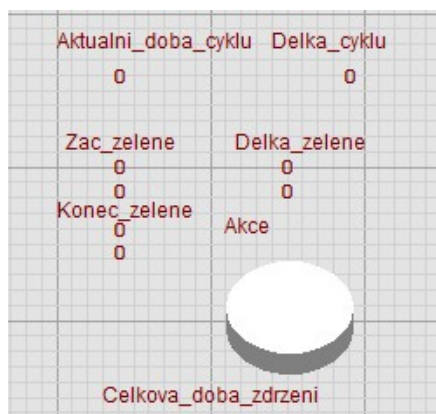 Aktualni_doba_cyklu Delka_cyklu
0 0
Zac_zelene Delka_zelene
0 0
0 0
Konec_zelene
0 Akce
0
Celkova_doba_zdrzeni